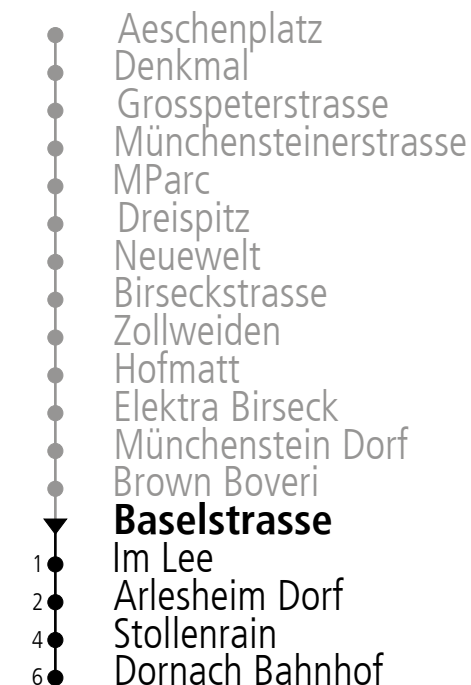 Aeschenplatz
Denkmal
Grosspeterstrasse
Münchensteinerstrasse
MParc
Dreispitz
Neuewelt
Birseckstrasse
Zollweiden
Hofmatt
Elektra Birseck
Münchenstein Dorf
Brown Boveri
Baselstrasse
1 Im Lee
2 Arlesheim Dorf
4 Stollenrain
6 Dornach Bahnhof